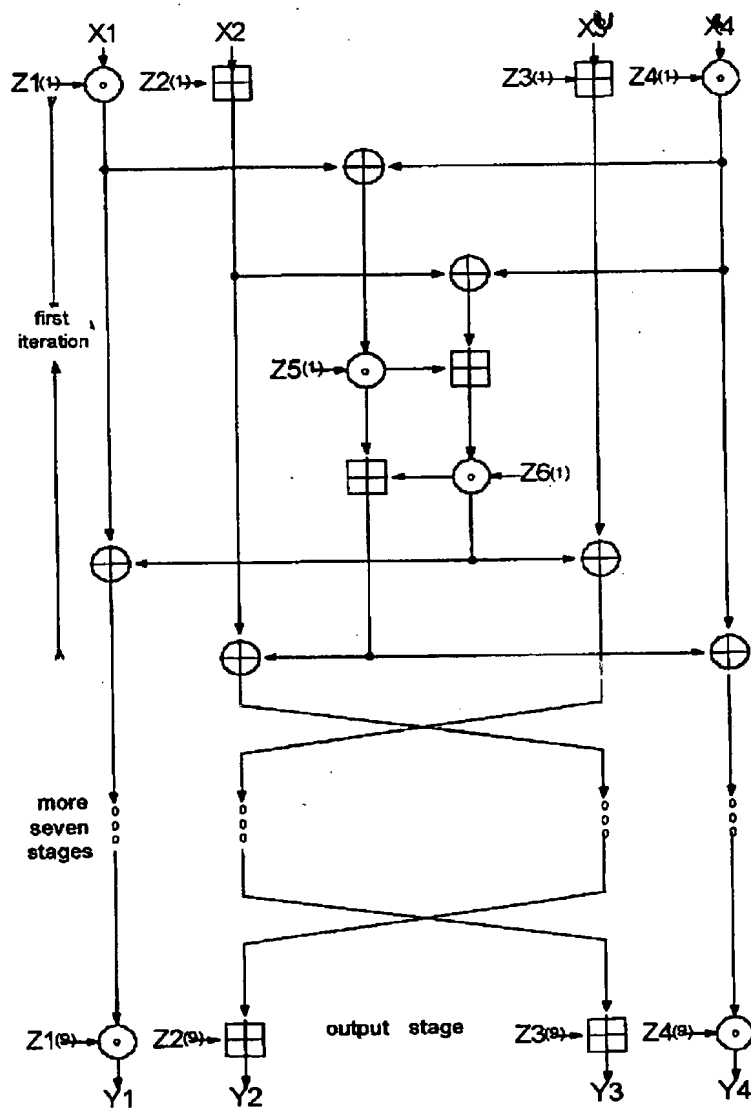 X1 X2 X3 X4
Z1(1) Z2(1) Z3(1) Z4(1)
first
iteration
Z5(1)
Z6(1)
more
seven
stages
output stage
Z1(9) Z2(9) Z3(9) Z4(9)
Y1 Y2 Y3 Y4